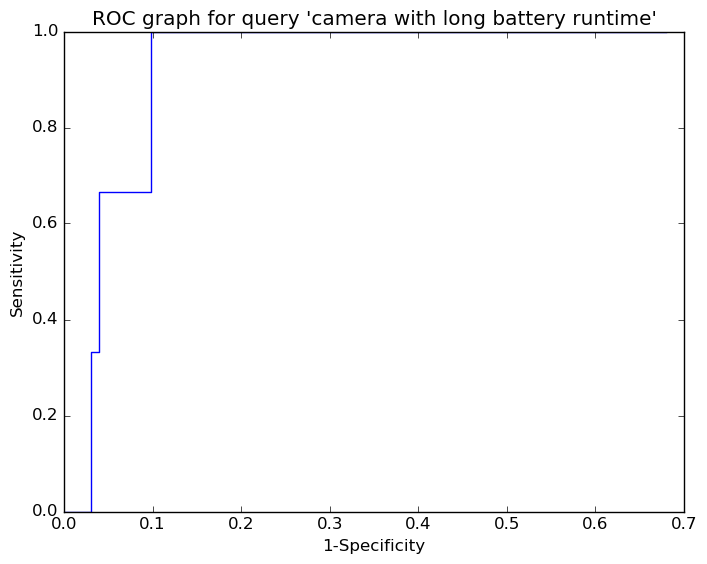 ROC graph for query 'camera with long battery runtime'
1.0
0.8
0.6
0.4
0.2
0.0
Sensitivity
0.0 0.1 0.2 0.3 0.4 0.5 0.6 0.7
1-Specificity